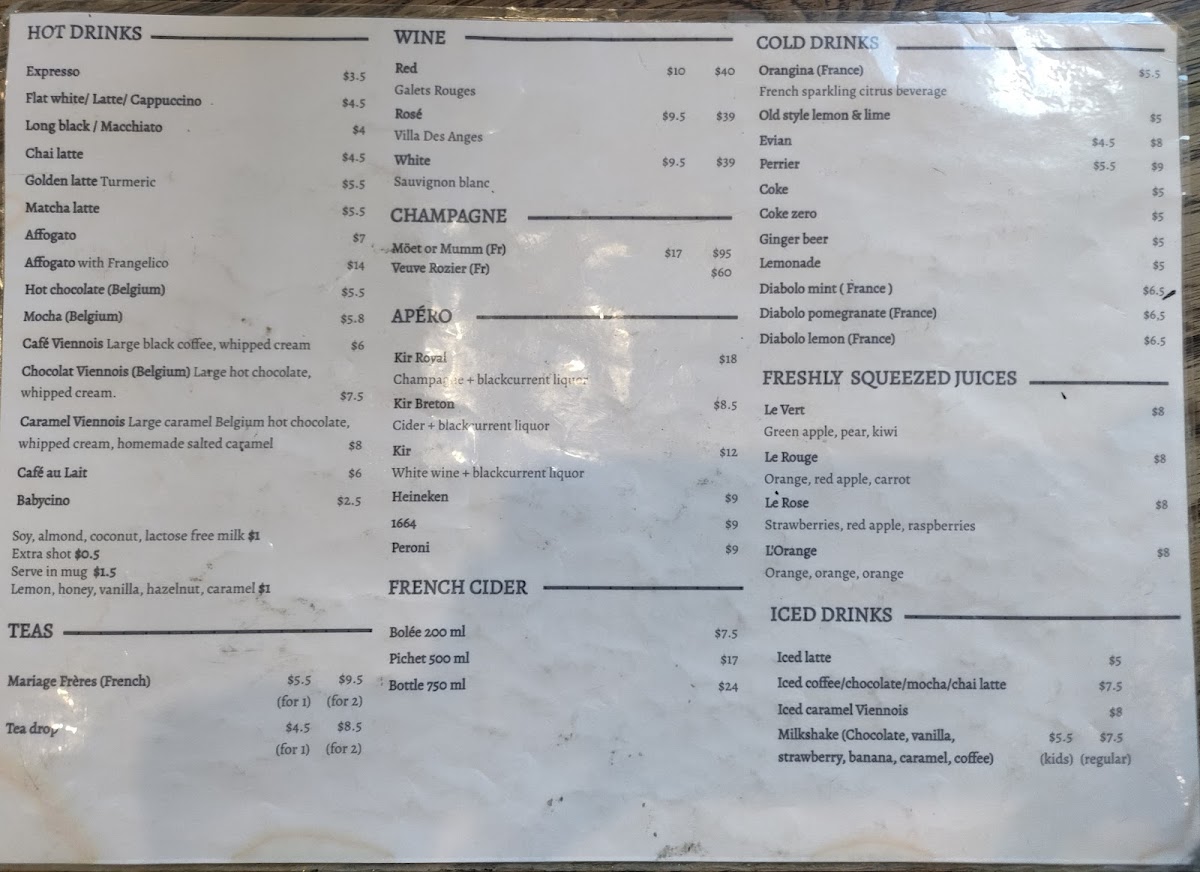 HOT DRINKS
Expresso $3.5
Flat white/ Latte/ Cappuccino $4.5
Long black / Macchiato $4
Chai latte $4.5
Golden latte Turmeric $5.5
Matcha latte $5.5
Affogato $7
Affogato with Frangelico $14
Hot chocolate (Belgium) $5.5
Mocha (Belgium) $5.8
Café Viennois Large black coffee, whipped cream $6
Chocolat Viennois (Belgium) Large hot chocolate,
whipped cream. $7.5
Caramel Viennois Large caramel Belgium hot chocolate,
whipped cream, homemade salted caramel $8
Café au Lait $6
Babycino $2.5
Soy, almond, coconut, lactose free milk $1
Extra shot $0.5
Serve in mug $1.5
Lemon, honey, vanilla, hazelnut, caramel $1
TEAS
Mariage Frères (French) $5.5 $9.5
(for 1) (for 2)
Tea drop $4.5 $8.5
(for 1) (for 2)
WINE
Red $10 $40
Galets Rouges
Rosé $9.5 $39
Villa Des Anges
White $9.5 $39
Sauvignon blanc
CHAMPAGNE
Möet or Mumm (Fr) $17 $95
Veuve Rozier (Fr) $60
APÉRO
Kir Royal $18
Champagne + blackcurrent liquor
Kir Breton $8.5
Cider + blackcurrent liquor
Kir $12
White wine + blackcurrent liquor
Heineken $9
1664 $9
Peroni $9
FRENCH CIDER
Bolée 200 ml $7.5
Pichet 500 ml $17
Bottle 750 ml $24
COLD DRINKS
Orangina (France) $5.5
French sparkling citrus beverage
Old style lemon & lime $5
Evian $4.5 $8
Perrier $5.5 $9
Coke $5
Coke zero $5
Ginger beer $5
Lemonade $5
Diabolo mint ( France ) $6.5
Diabolo pomegranate (France) $6,5
Diabolo lemon (France) $6.5
FRESHLY SQUEEZED JUICES
Le Vert $8
Green apple, pear, kiwi
Le Rouge $8
Orange, red apple, carrot
Le Rose $8
Strawberries, red apple, raspberries
L'Orange $8
Orange, orange, orange
ICED DRINKS
Iced latte $5
Iced coffee/chocolate/mocha/chai latte $7.5
Iced caramel Viennois $8
Milkshake (Chocolate, vanilla, $5.5 $7.5
strawberry, banana, caramel, coffee) (kids) (regular)